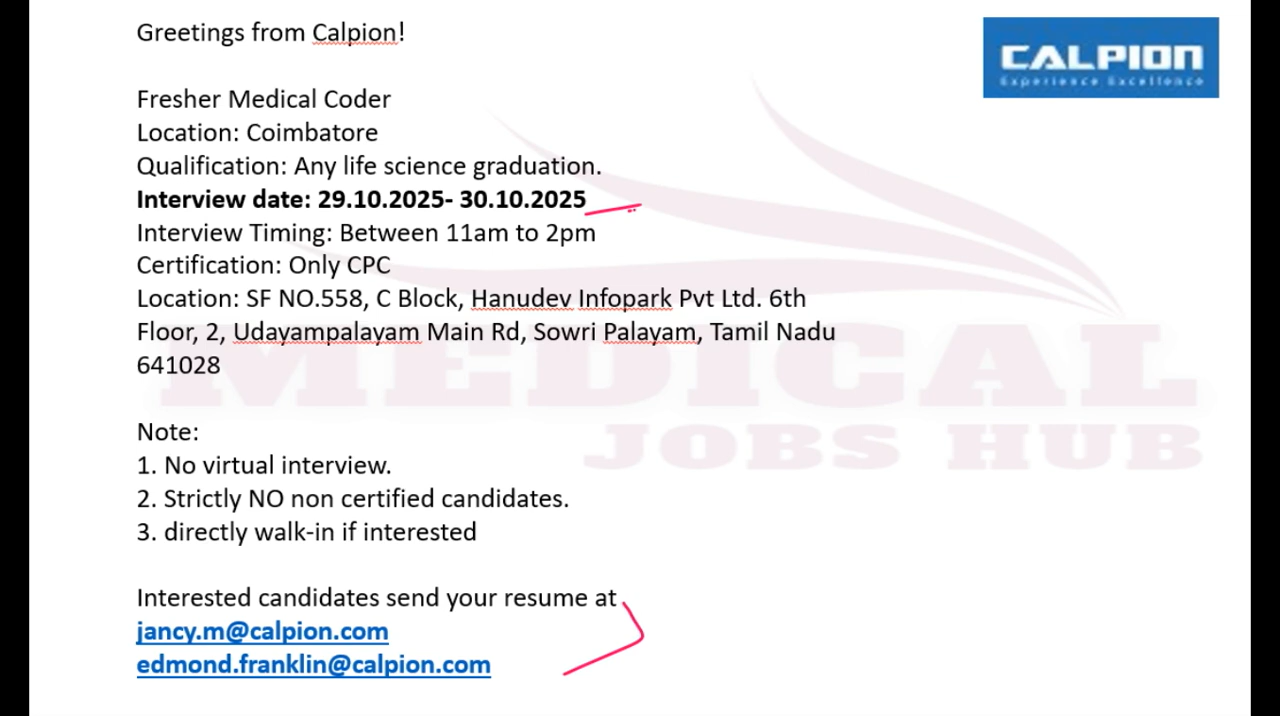 Greetings from Calpion!
CALPION
Experience Excellence
Fresher Medical Coder
Location: Coimbatore
Qualification: Any life science graduation.
Interview date: 29.10.2025- 30.10.2025
Interview Timing: Between 11am to 2pm
Certification: Only CPC
Location: SF NO.558, C Block, Hanudev Infopark Pvt Ltd. 6th
Floor, 2, Udayampalayam Main Rd, Sowri Palayam, Tamil Nadu
641028
MEDICAL
JOBS HUB
Note:
1. No virtual interview.
2. Strictly NO non certified candidates.
3. directly walk-in if interested
Interested candidates send your resume at
jancy.m@calpion.com
edmond.franklin@calpion.com